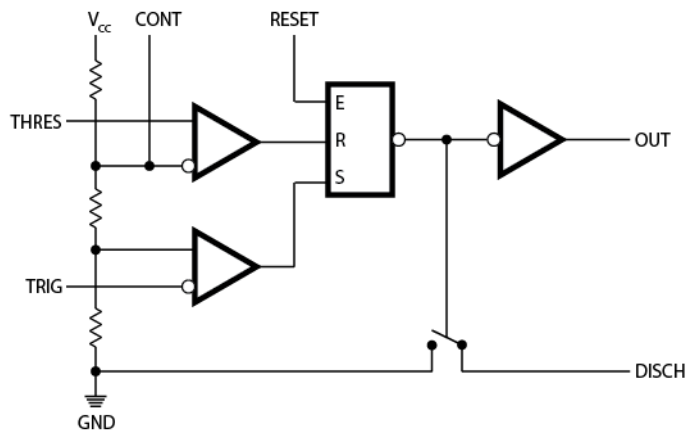 Vcc
CONT
RESET
THRES
E
R
S
OUT
TRIG
DISCH
GND